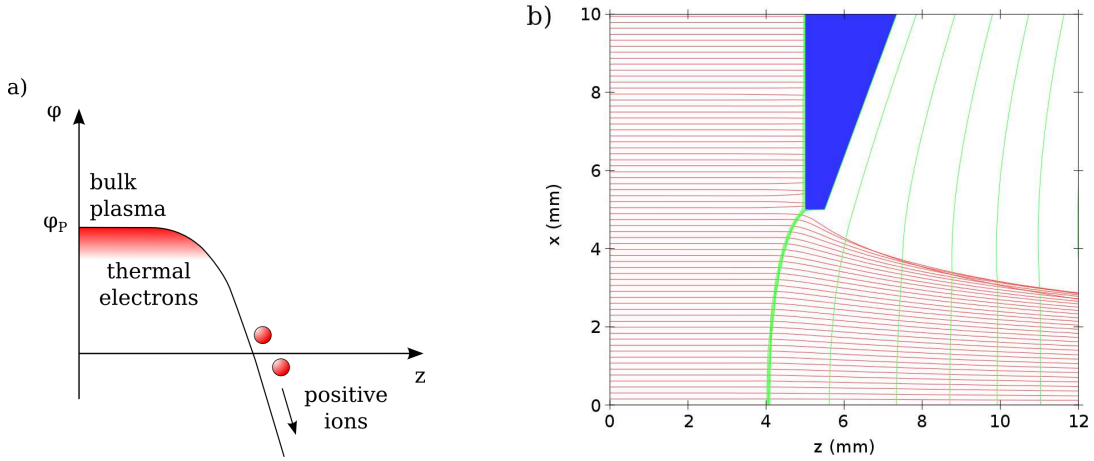 a)
φ
bulk
plasma
φP
thermal
electrons
z
positive
ions
b)
10
8
6
4
2
0
x (mm)
0 2 4 6 8 10 12
z (mm)